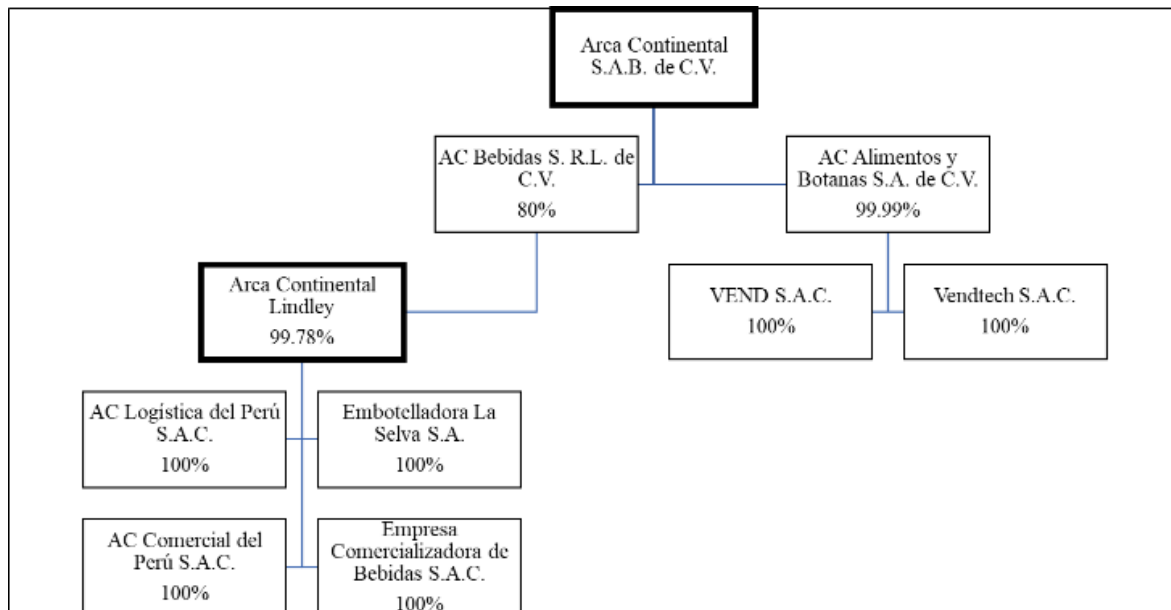 Arca Continental
S.A.B. de C.V.
AC Bebidas S. R.L. de
C.V.
80%
AC Alimentos y
Botanas S.A. de C.V.
99.99%
Arca Continental
Lindley
99.78%
VEND S.A.C.
100%
Vendtech S.A.C.
100%
AC Logística del Perú
S.A.C.
100%
Embotelladora La
Selva S.A.
100%
AC Comercial del
Perú S.A.C.
100%
Empresa
Comercializadora de
Bebidas S.A.C.
100%